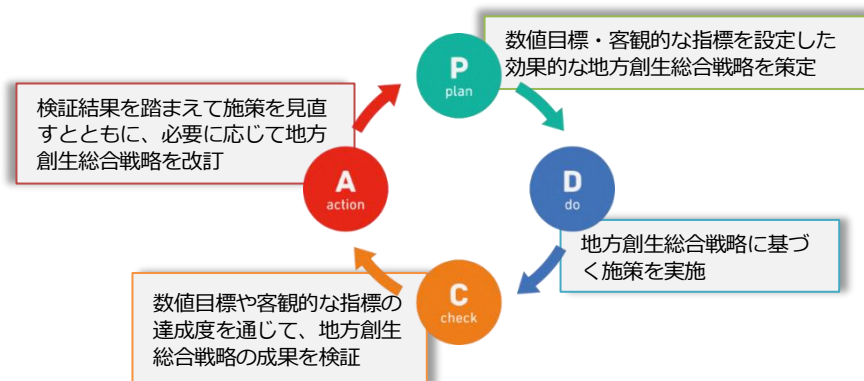 P
plan
数値目標・客観的な指標を設定した
効果的な地方創生総合戦略を策定
D
do
地方創生総合戦略に基づ
く施策を実施
C
check
数値目標や客観的な指標の
達成度を通じて、地方創生
総合戦略の成果を検証
A
action
検証結果を踏まえて施策を見直
すとともに、必要に応じて地方
創生総合戦略を改訂